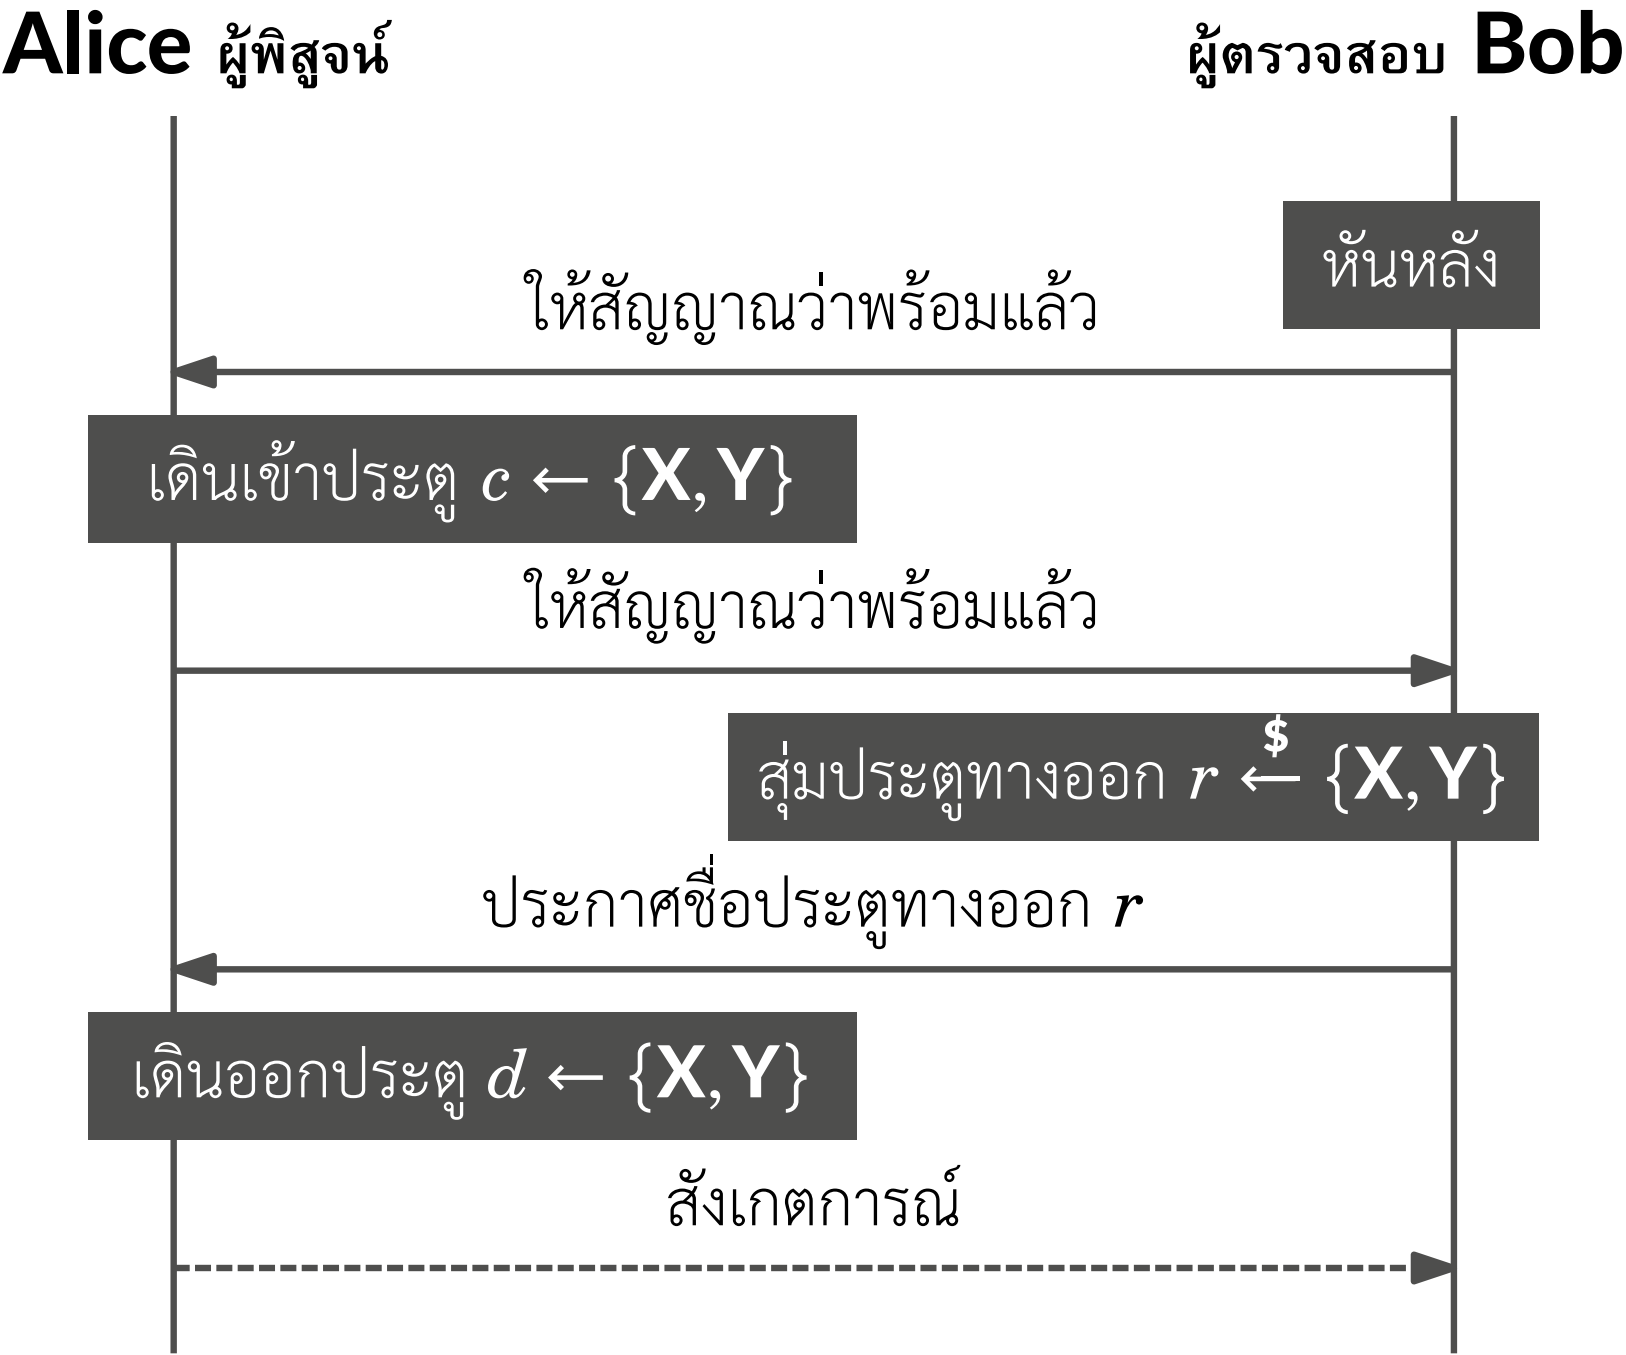 Alice ผู้พิสูจน์
ผู้ตรวจสอบ Bob
หันหลัง
ให้สัญญาณว่าพร้อมแล้ว
เดินเข้าประตู c ← {X, Y}
ให้สัญญาณว่าพร้อมแล้ว
$
สุ่มประตูทางออก r ← {X, Y}
ประกาศชื่อประตูทางออก r
เดินออกประตู d ← {X, Y}
สังเกตการณ์